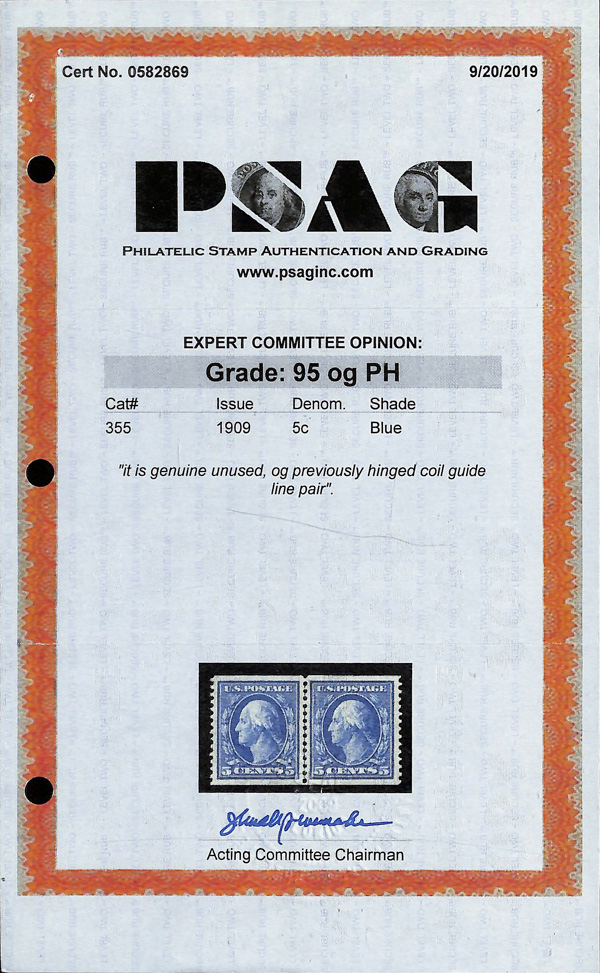 Cert No. 0582869 9/20/2019
PSAG
PHILATELIC STAMP AUTHENTICATION AND GRADING
www.psaginc.com
EXPERT COMMITTEE OPINION:
Grade: 95 og PH
Cat# Issue Denom. Shade
355 1909 5c Blue
"it is genuine unused, og previously hinged coil guide
line pair".
U.S. POSTAGE U.S. POSTAGE
5 CENTS 5 5 CENTS 5
Acting Committee Chairman